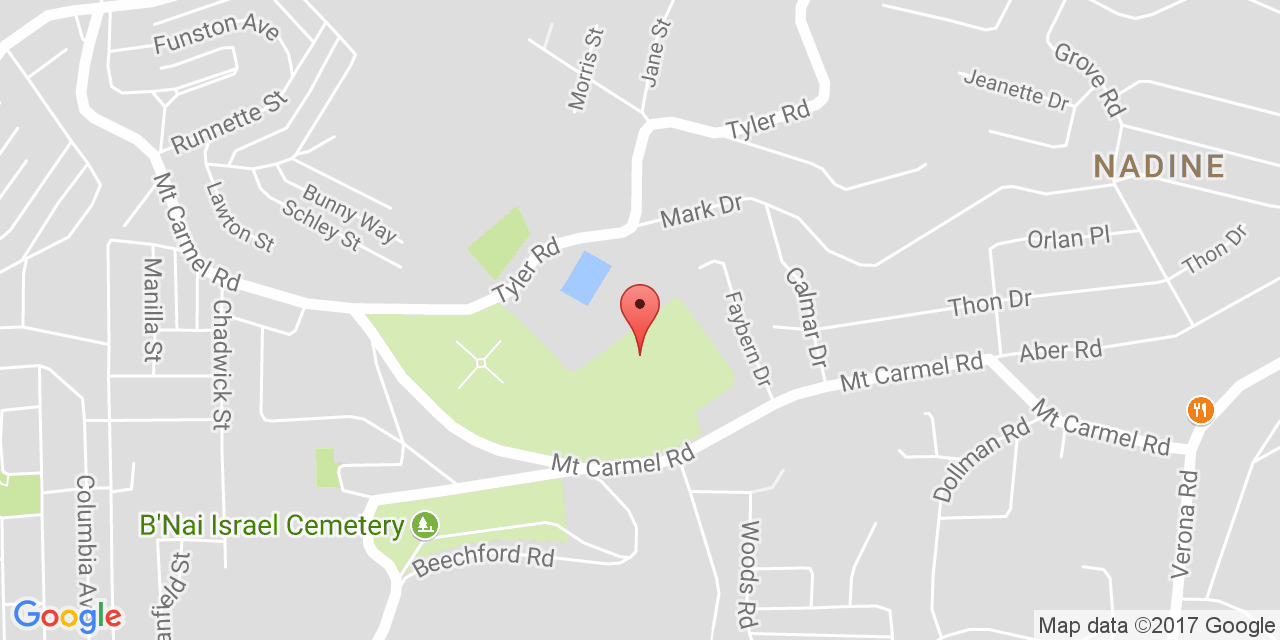 Funston Ave
Morris St
Jane St
Grove Rd
Jeanette Dr
Runnette St
Tyler Rd
NADINE
Mt Carmel Rd
Lawton St
Bunny Way
Schley St
Mark Dr
Orlan Pl
Thon Dr
Tyler Rd
Manilla St
Chadwick St
Faybern Dr
Calmar Dr
Thon Dr
Aber Rd
Mt Carmel Rd
Mt Carmel Rd
Dollman Rd
Mt Carmel Rd
Columbia Av
B'Nai Israel Cemetery
Beechford Rd
Woods Rd
Verona Rd
field St
Google
Map data ©2017 Google